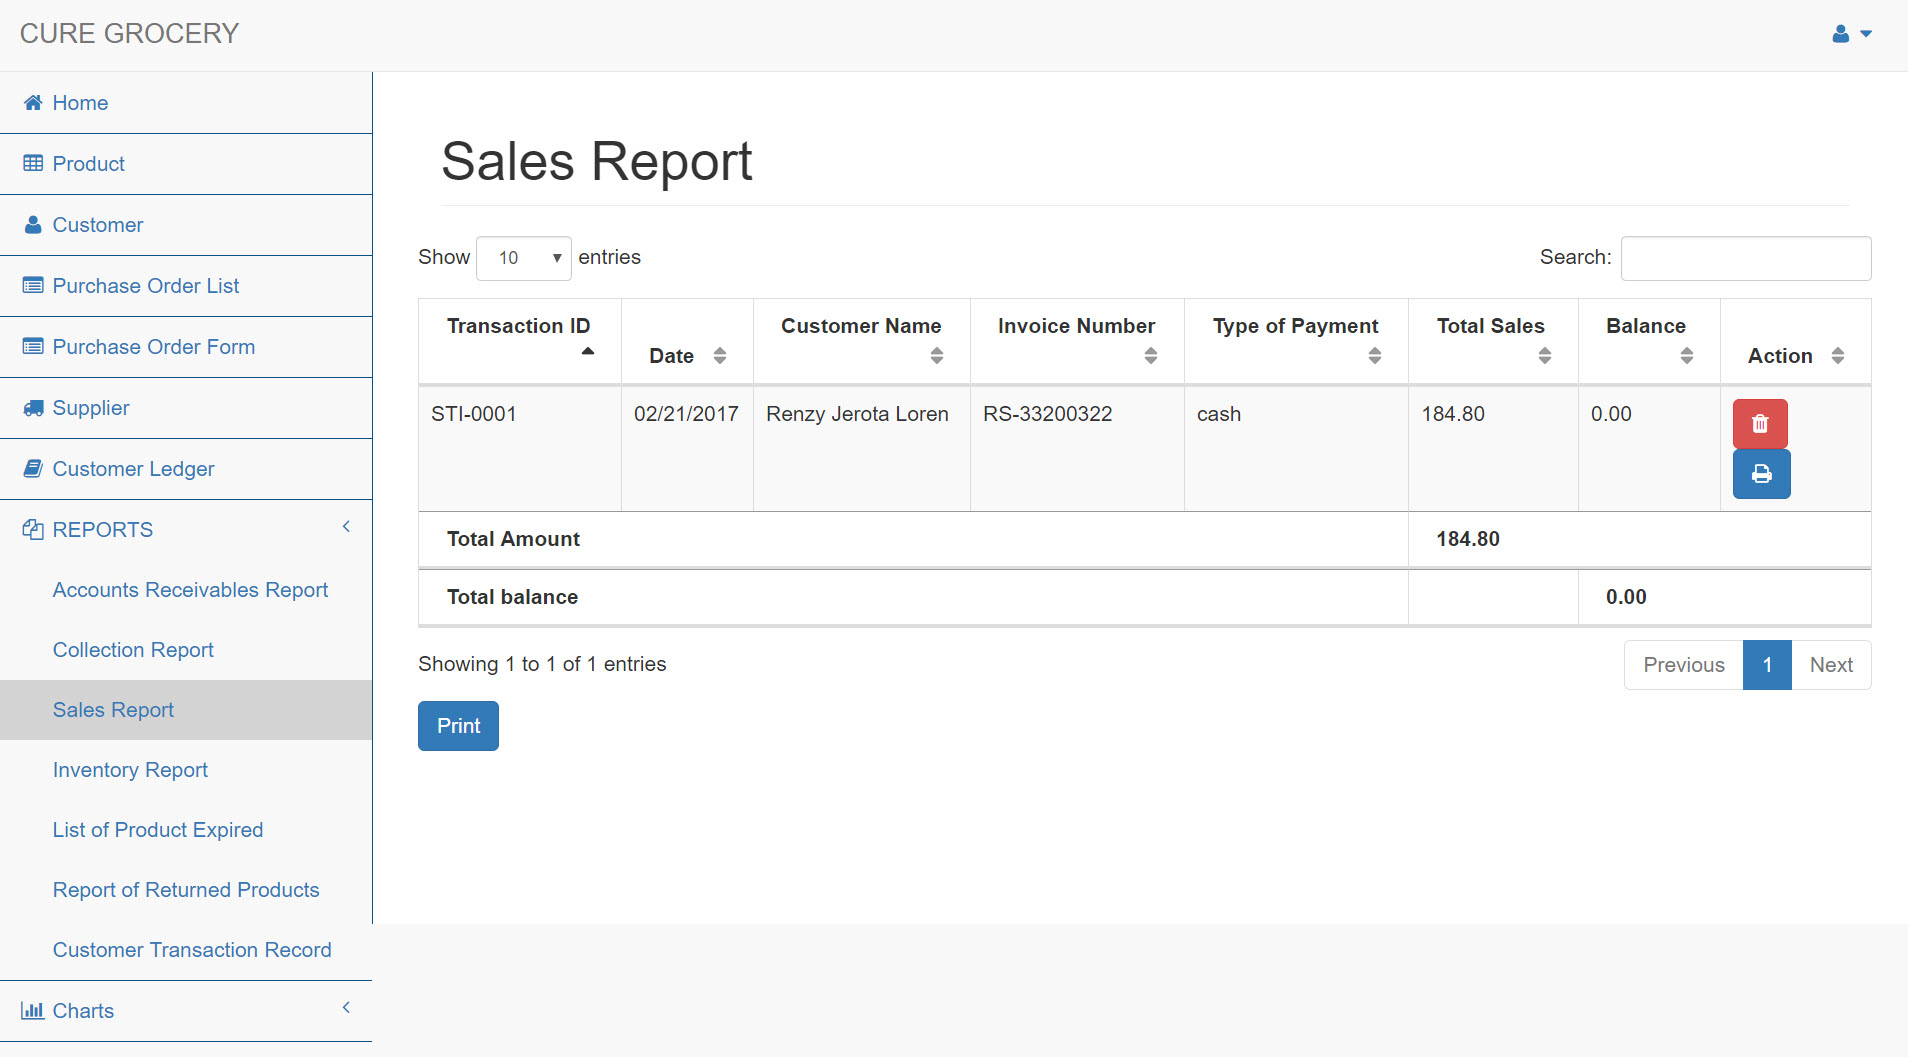 CURE GROCERY
Home
Product
Customer
Purchase Order List
Purchase Order Form
Supplier
Customer Ledger
REPORTS
Accounts Receivables Report
Collection Report
Sales Report
Inventory Report
List of Product Expired
Report of Returned Products
Customer Transaction Record
Charts
Sales Report
Show 10 entries
Search:
Transaction ID Date Customer Name Invoice Number Type of Payment Total Sales Balance Action
STI-0001 02/21/2017 Renzy Jerota Loren RS-33200322 cash 184.80 0.00
Total Amount 184.80
Total balance 0.00
Showing 1 to 1 of 1 entries
Previous 1 Next
Print